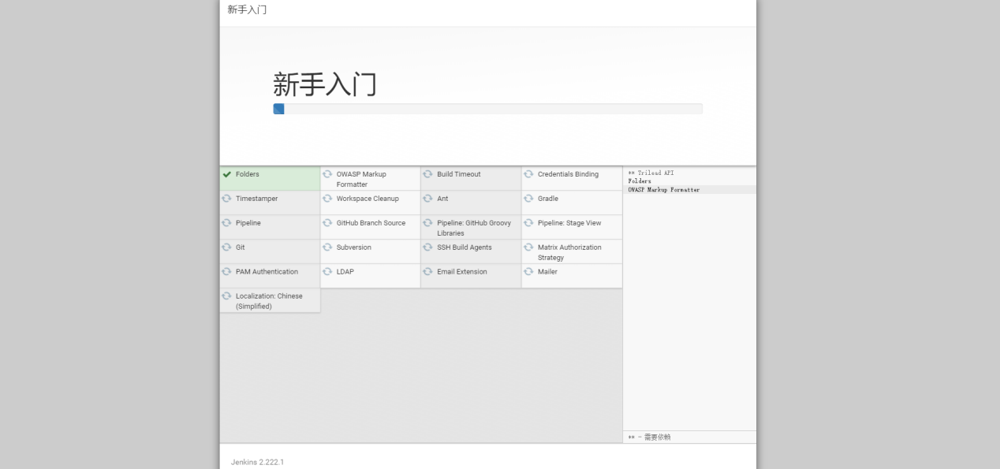 新手入门
新手入门
Folders
OWASP Markup
Formatter
Build Timeout
Credentials Binding
Timestamper
Workspace Cleanup
Ant
Gradle
Pipeline
GitHub Branch Source
Pipeline: GitHub Groovy
Libraries
Pipeline: Stage View
Git
Subversion
SSH Build Agents
Matrix Authorization
Strategy
PAM Authentication
LDAP
Email Extension
Mailer
Localization: Chinese
(Simplified)
** Trilead API
Folders
OWASP Markup Formatter
** - 需要依赖
Jenkins 2.222.1